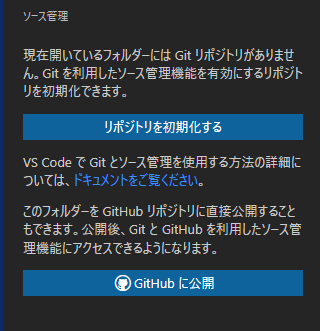 ソース管理
現在開いているフォルダーには Git リポジトリがありませ
ん。Git を利用したソース管理機能を有効にするリポジト
リを初期化できます。
リポジトリを初期化する
VS Code で Git とソース管理を使用する方法の詳細に
ついては、ドキュメントをご覧ください。
このフォルダーを GitHub リポジトリに直接公開すること
もできます。公開後、Git と GitHub を利用したソース管
理機能にアクセスできるようになります。
GitHub に公開